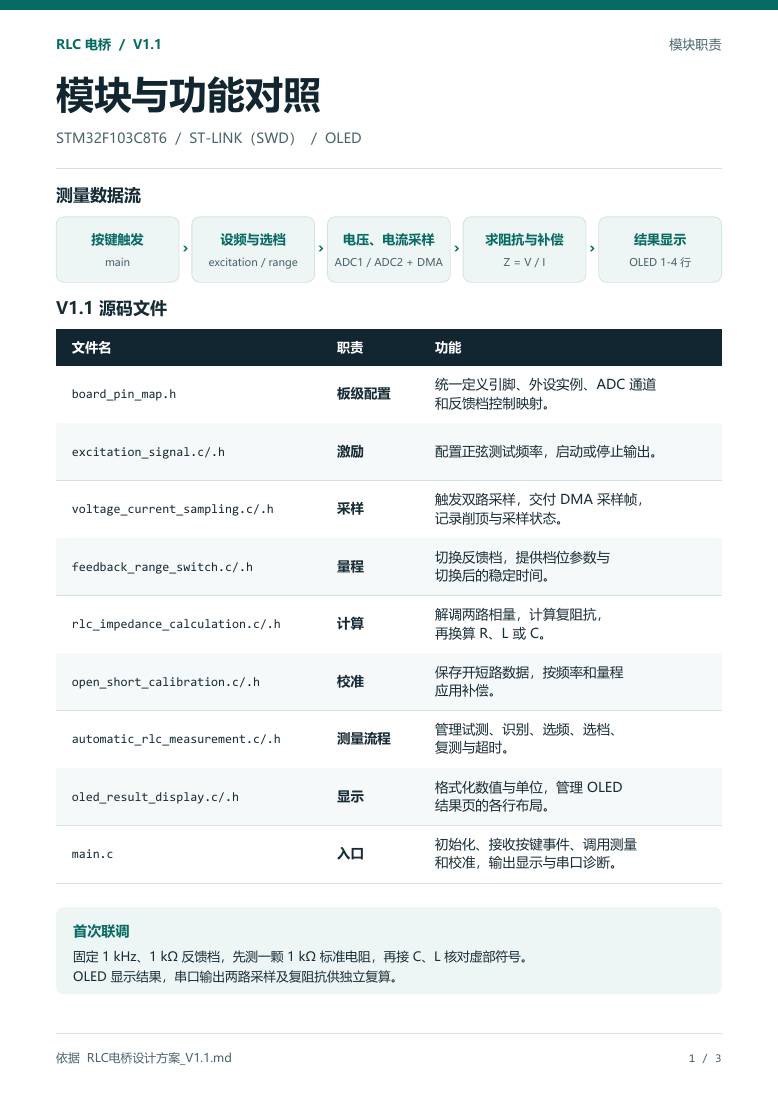 RLC 电桥 / V1.1
模块职责
模块与功能对照
STM32F103C8T6 / ST-LINK（SWD） / OLED
测量数据流
按键触发
main
›
设频与选档
excitation / range
›
电压、电流采样
ADC1 / ADC2 + DMA
›
求阻抗与补偿
Z = V / I
›
结果显示
OLED 1-4 行
V1.1 源码文件
文件名 职责 功能
board_pin_map.h
板级配置
统一定义引脚、外设实例、ADC 通道
和反馈档控制映射。
excitation_signal.c/.h
激励
配置正弦测试频率，启动或停止输出。
voltage_current_sampling.c/.h
采样
触发双路采样，交付 DMA 采样帧，
记录削顶与采样状态。
feedback_range_switch.c/.h
量程
切换反馈档，提供档位参数与
切换后的稳定时间。
rlc_impedance_calculation.c/.h
计算
解调两路相量，计算复阻抗，
再换算 R、L 或 C。
open_short_calibration.c/.h
校准
保存开短路数据，按频率和量程
应用补偿。
automatic_rlc_measurement.c/.h
测量流程
管理试测、识别、选频、选档、
复测与超时。
oled_result_display.c/.h
显示
格式化数值与单位，管理 OLED
结果页的各行布局。
main.c
入口
初始化、接收按键事件、调用测量
和校准，输出显示与串口诊断。
首次联调
固定 1 kHz、1 kΩ 反馈档，先测一颗 1 kΩ 标准电阻，再接 C、L 核对虚部符号。
OLED 显示结果，串口输出两路采样及复阻抗供独立复算。
依据 RLC电桥设计方案_V1.1.md
1 / 3